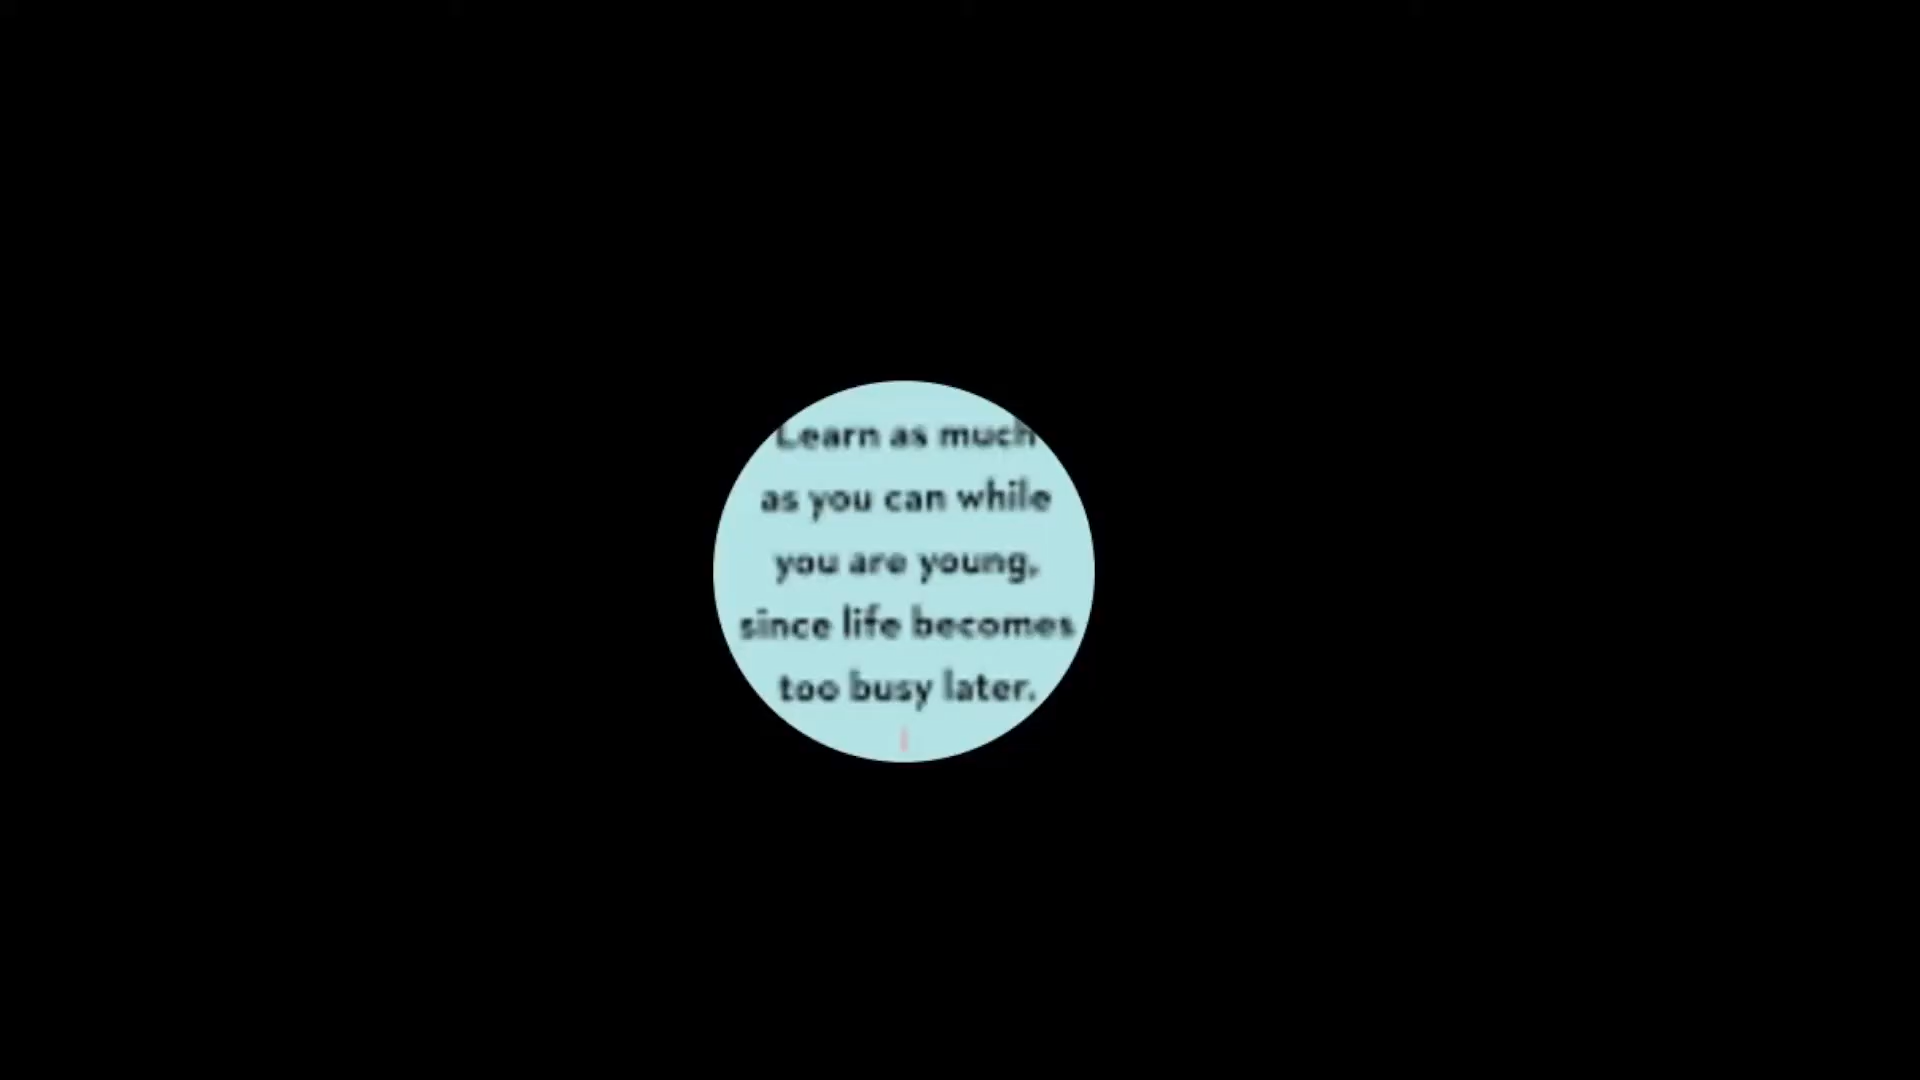 Learn as much
as you can while
you are young,
since life becomes
too busy later.